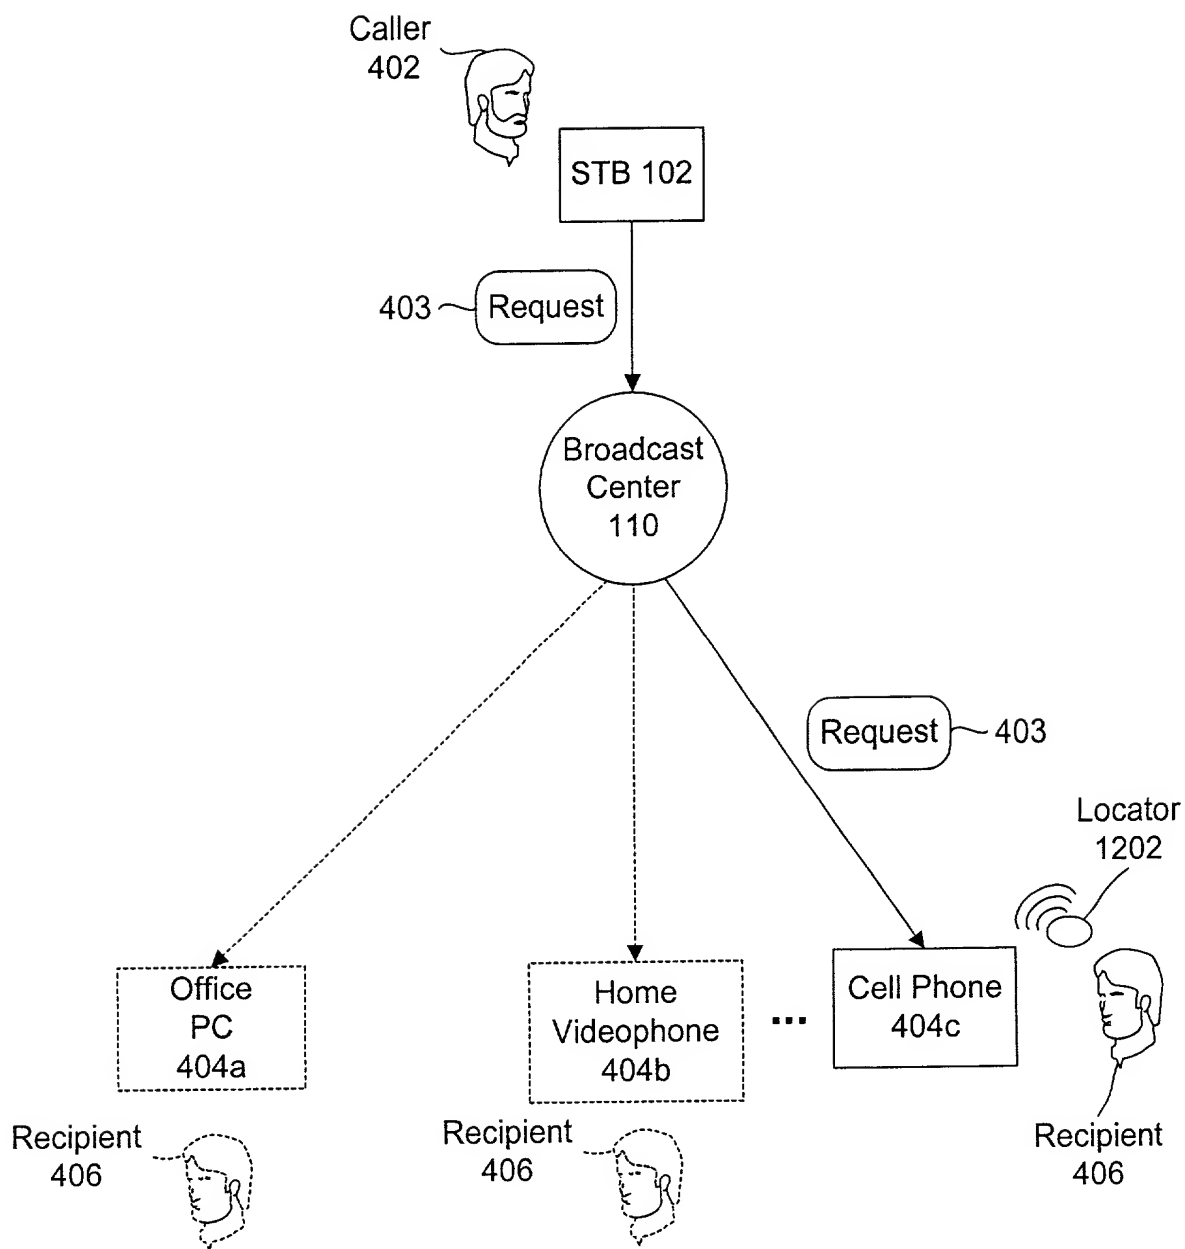 Caller
402
STB 102
403
Request
Broadcast
Center
110
Request
403
Locator
1202
Office
PC
404a
Home
Videophone
404b
...
Cell Phone
404c
Recipient
406
Recipient
406
Recipient
406